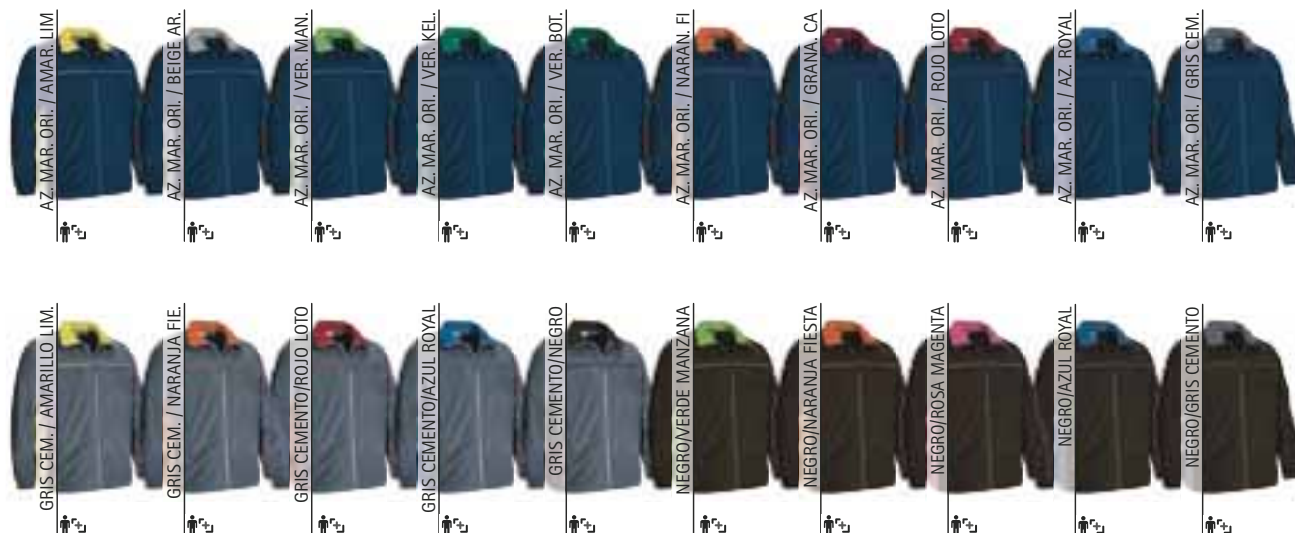 AZ. MAR. ORI. / AMAR. LIM
AZ. MAR. ORI. / BEIGE AR.
AZ. MAR. ORI. / VER. MAN.
AZ. MAR. ORI. / VER. KEL.
AZ. MAR. ORI. / VER. BOT.
AZ. MAR. ORI. / NARAN. FI
AZ. MAR. ORI. / GRANA. CA
AZ. MAR. ORI. / ROJO LOTO
AZ. MAR. ORI. / AZ. ROYAL
AZ. MAR. ORI. / GRIS CEM.
GRIS CEM. / AMARILLO LIM.
GRIS CEM. / NARANJA FIE.
GRIS CEMENTO/ROJO LOTO
GRIS CEMENTO/AZUL ROYAL
GRIS CEMENTO/NEGRO
NEGRO/VERDE MANZANA
NEGRO/NARANJA FIESTA
NEGRO/ROSA MAGENTA
NEGRO/AZUL ROYAL
NEGRO/GRIS CEMENTO